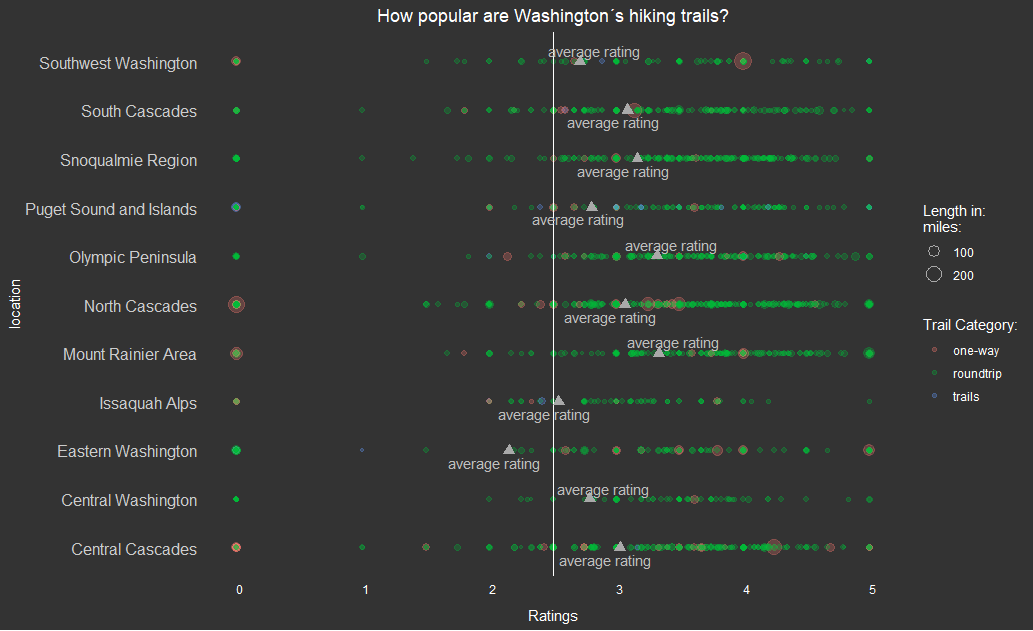 How popular are Washington´s hiking trails?
location
Southwest Washington
average rating
South Cascades
average rating
Snoqualmie Region
average rating
Puget Sound and Islands
average rating
Olympic Peninsula
average rating
North Cascades
average rating
Mount Rainier Area
average rating
Issaquah Alps
average rating
Eastern Washington
average rating
Central Washington
average rating
Central Cascades
average rating
0 1 2 3 4 5
Ratings
Length in:
miles:
100
200
Trail Category:
one-way
roundtrip
trails